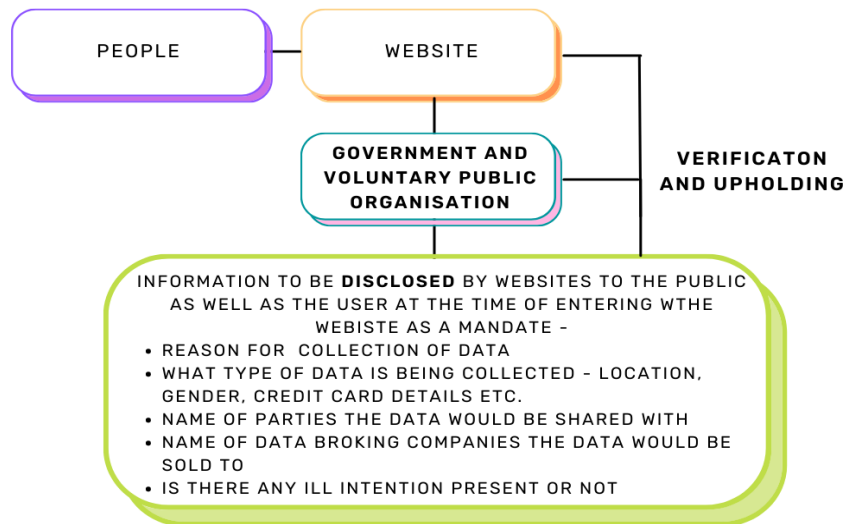 PEOPLE
WEBSITE
GOVERNMENT AND
VOLUNTARY PUBLIC
ORGANISATION
VERIFICATON
AND UPHOLDING
INFORMATION TO BE DISCLOSED BY WEBSITES TO THE PUBLIC
AS WELL AS THE USER AT THE TIME OF ENTERING WTHE
WEBISTE AS A MANDATE -
• REASON FOR COLLECTION OF DATA
• WHAT TYPE OF DATA IS BEING COLLECTED - LOCATION,
GENDER, CREDIT CARD DETAILS ETC.
• NAME OF PARTIES THE DATA WOULD BE SHARED WITH
• NAME OF DATA BROKING COMPANIES THE DATA WOULD BE
SOLD TO
• IS THERE ANY ILL INTENTION PRESENT OR NOT